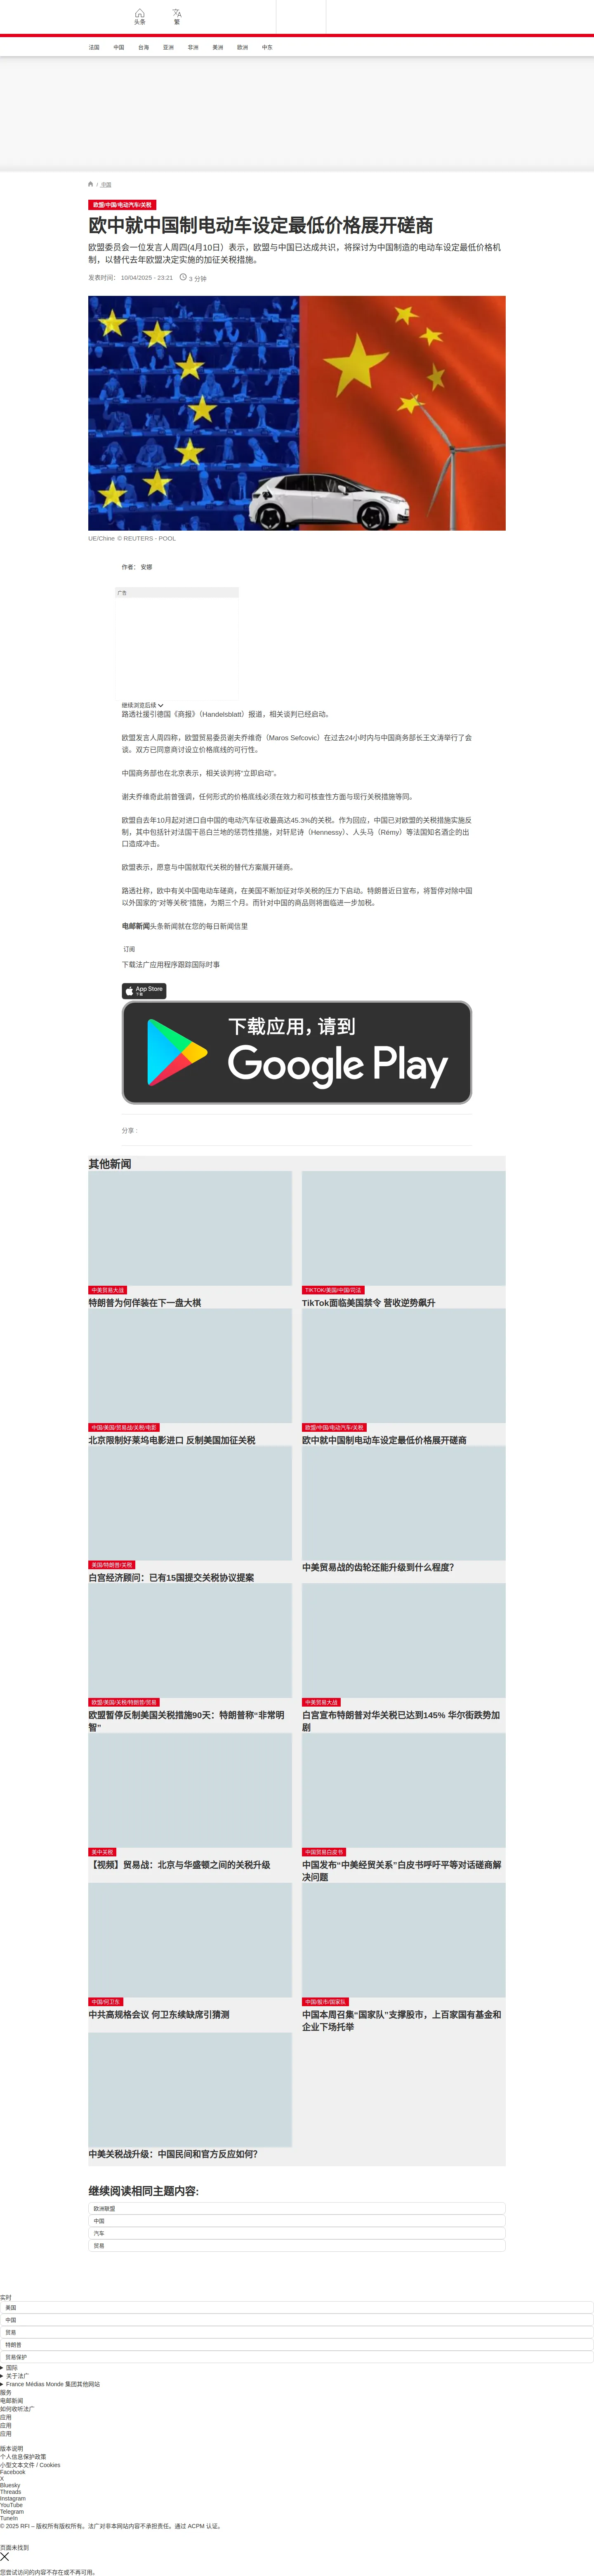 头条
繁
法国
中国
台海
亚洲
非洲
美洲
欧洲
中东
/ 中国
欧盟/中国/电动汽车/关税
欧中就中国制电动车设定最低价格展开磋商
欧盟委员会一位发言人周四(4月10日）表示，欧盟与中国已达成共识，将探讨为中国制造的电动车设定最低价格机
制，以替代去年欧盟决定实施的加征关税措施。
发表时间： 10/04/2025 - 23:21
3 分钟
UE/Chine © REUTERS - POOL
作者： 安娜
广告
继续浏览后续
路透社援引德国《商报》（Handelsblatt）报道，相关谈判已经启动。
欧盟发言人周四称，欧盟贸易委员谢夫乔维奇（Maros Sefcovic）在过去24小时内与中国商务部长王文涛举行了会
谈。双方已同意商讨设立价格底线的可行性。
中国商务部也在北京表示，相关谈判将“立即启动”。
谢夫乔维奇此前曾强调，任何形式的价格底线必须在效力和可核查性方面与现行关税措施等同。
欧盟自去年10月起对进口自中国的电动汽车征收最高达45.3%的关税。作为回应，中国已对欧盟的关税措施实施反
制，其中包括针对法国干邑白兰地的惩罚性措施，对轩尼诗（Hennessy）、人头马（Rémy）等法国知名酒企的出
口造成冲击。
欧盟表示，愿意与中国就取代关税的替代方案展开磋商。
路透社称，欧中有关中国电动车磋商，在美国不断加征对华关税的压力下启动。特朗普近日宣布，将暂停对除中国
以外国家的“对等关税”措施，为期三个月。而针对中国的商品则将面临进一步加税。
电邮新闻头条新闻就在您的每日新闻信里
订阅
下载法广应用程序跟踪国际时事
App Store
下载
下载应用，请到
Google Play
分享 :
其他新闻
中美贸易大战
特朗普为何佯装在下一盘大棋
TIKTOK/美国/中国/司法
TikTok面临美国禁令 营收逆势飙升
中国/美国/贸易战/关税/电影
北京限制好莱坞电影进口 反制美国加征关税
欧盟/中国/电动汽车/关税
欧中就中国制电动车设定最低价格展开磋商
美国/特朗普/关税
白宫经济顾问：已有15国提交关税协议提案
中美贸易战的齿轮还能升级到什么程度？
欧盟/美国/关税/特朗普/贸易
欧盟暂停反制美国关税措施90天：特朗普称“非常明
智”
中美贸易大战
白宫宣布特朗普对华关税已达到145% 华尔街跌势加
剧
美中关税
【视频】贸易战：北京与华盛顿之间的关税升级
中国贸易白皮书
中国发布“中美经贸关系”白皮书呼吁平等对话磋商解
决问题
中国/何卫东
中共高规格会议 何卫东续缺席引猜测
中国/股市/国家队
中国本周召集“国家队”支撑股市，上百家国有基金和
企业下场托举
中美关税战升级：中国民间和官方反应如何？
继续阅读相同主题内容:
欧洲联盟
中国
汽车
贸易
实时
美国
中国
贸易
特朗普
贸易保护
国际
关于法广
France Médias Monde 集团其他网站
服务
电邮新闻
如何收听法广
应用
应用
应用
版本说明
个人信息保护政策
小型文本文件 / Cookies
Facebook
X
Bluesky
Threads
Instagram
YouTube
Telegram
TuneIn
© 2025 RFI – 版权所有版权所有。法广对非本网站内容不承担责任。通过 ACPM 认证。
页面未找到
您尝试访问的内容不存在或不再可用。